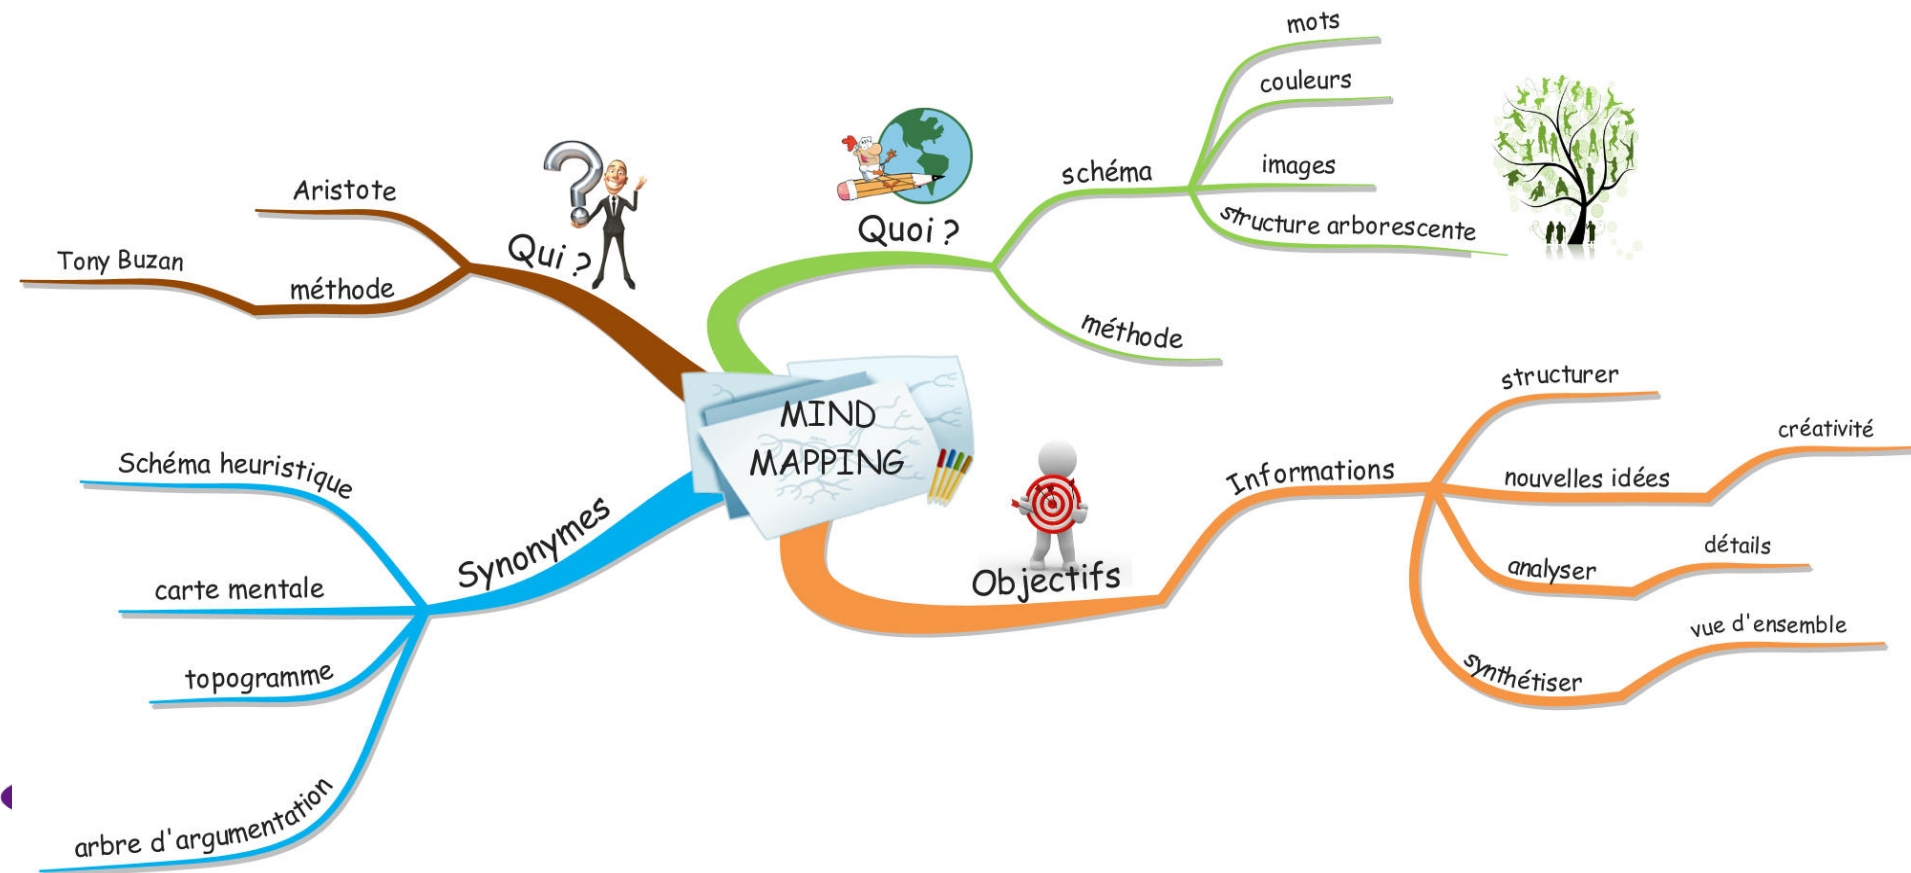 MIND
MAPPING
Qui ?
Aristote
méthode
Tony Buzan
Quoi ?
schéma
mots
couleurs
images
structure arborescente
méthode
Objectifs
Informations
structurer
nouvelles idées
créativité
analyser
détails
synthétiser
vue d'ensemble
Synonymes
Schéma heuristique
carte mentale
topogramme
arbre d'argumentation